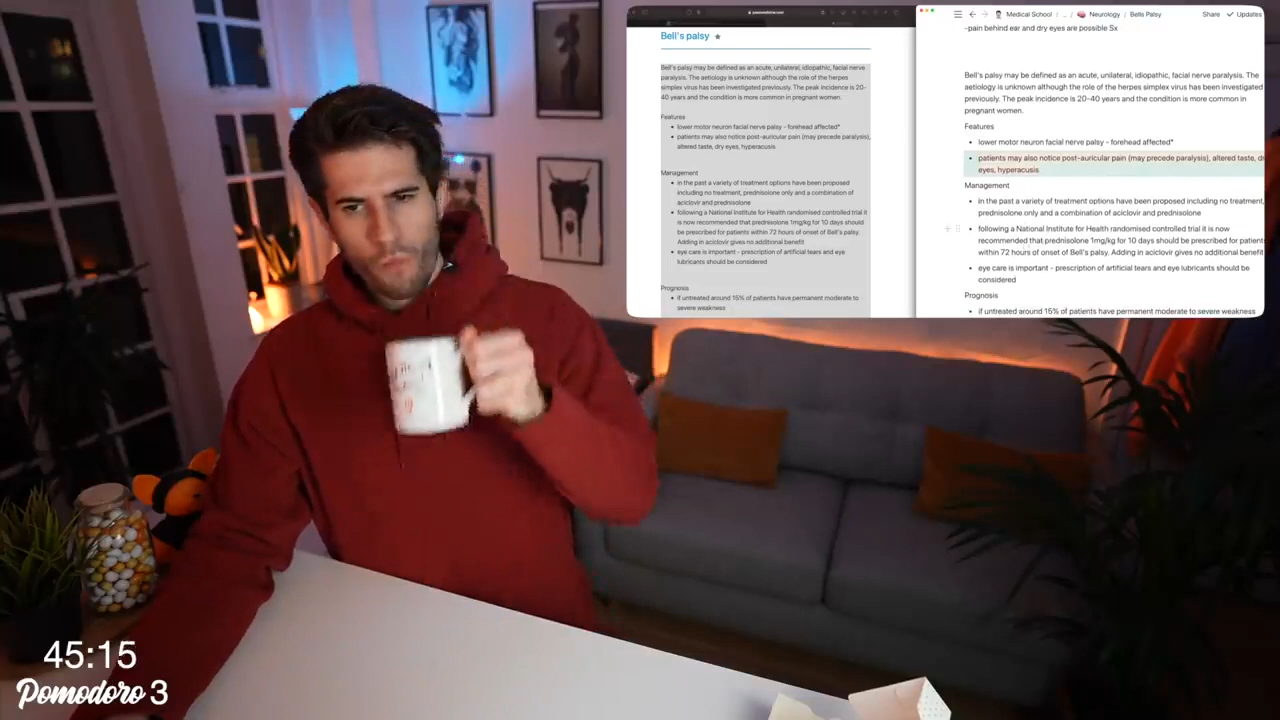 passmedicine.com
Bell's palsy
Bell's palsy may be defined as an acute, unilateral, idiopathic, facial nerve
paralysis. The aetiology is unknown although the role of the herpes
simplex virus has been investigated previously. The peak incidence is 20-
40 years and the condition is more common in pregnant women.
Features
• lower motor neuron facial nerve palsy - forehead affected*
• patients may also notice post-auricular pain (may precede paralysis),
altered taste, dry eyes, hyperacusis
Management
• in the past a variety of treatment options have been proposed
including no treatment, prednisolone only and a combination of
aciclovir and prednisolone
• following a National Institute for Health randomised controlled trial it
is now recommended that prednisolone 1mg/kg for 10 days should
be prescribed for patients within 72 hours of onset of Bell's palsy.
Adding in aciclovir gives no additional benefit
• eye care is important - prescription of artificial tears and eye
lubricants should be considered
Prognosis
• if untreated around 15% of patients have permanent moderate to
severe weakness
Medical School / ... / Neurology / Bells Palsy Share Updates
-pain behind ear and dry eyes are possible Sx
Bell's palsy may be defined as an acute, unilateral, idiopathic, facial nerve paralysis. The
aetiology is unknown although the role of the herpes simplex virus has been investigated
previously. The peak incidence is 20-40 years and the condition is more common in
pregnant women.
Features
• lower motor neuron facial nerve palsy - forehead affected*
• patients may also notice post-auricular pain (may precede paralysis), altered taste,
eyes, hyperacusis
Management
• in the past a variety of treatment options have been proposed including no treatment,
prednisolone only and a combination of aciclovir and prednisolone
• following a National Institute for Health randomised controlled trial it is now
recommended that prednisolone 1mg/kg for 10 days should be prescribed for patient
within 72 hours of onset of Bell's palsy. Adding in aciclovir gives no additional benefit
• eye care is important - prescription of artificial tears and eye lubricants should be
considered
Prognosis
• if untreated around 15% of patients have permanent moderate to severe weakness
45:15
Pomodoro 3